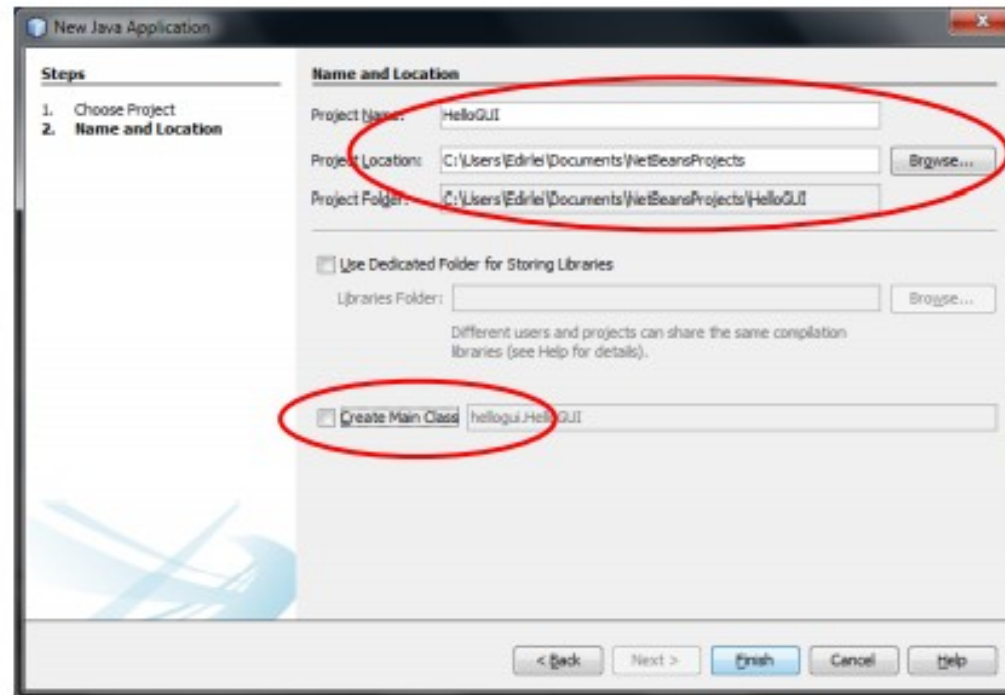 New Java Application
Steps
1. Choose Project
2. Name and Location
Name and Location
Project Name: HelloGUI
Project Location: C:\Users\Edirlei\Documents\NetBeansProjects Browse...
Project Folder: C:\Users\Edirlei\Documents\NetBeansProjects\HelloGUI
Use Dedicated Folder for Storing Libraries
Libraries Folder: Browse...
Different users and projects can share the same compilation
libraries (see Help for details).
Create Main Class hellogui.HelloGUI
< Back Next > Finish Cancel Help